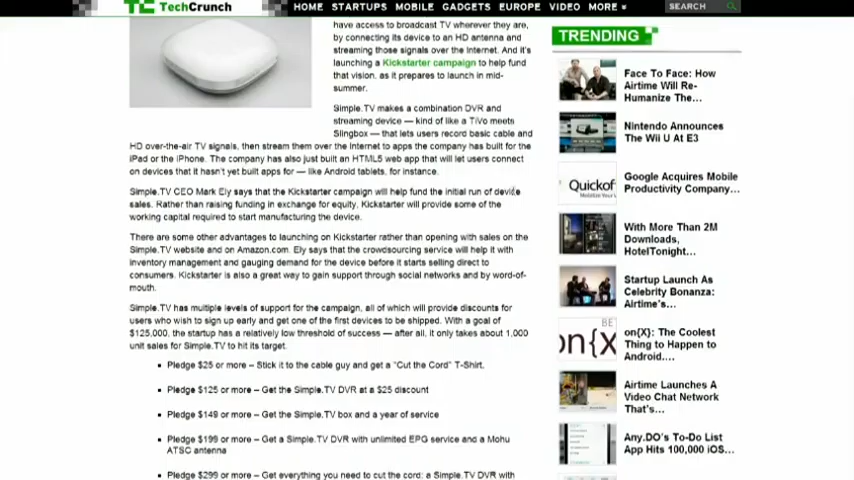 TC TechCrunch
HOME STARTUPS MOBILE GADGETS EUROPE VIDEO MORE
SEARCH
have access to broadcast TV wherever they are,
by connecting its device to an HD antenna and
streaming those signals over the Internet. And it's
launching a Kickstarter campaign to help fund
that vision, as it prepares to launch in mid-
summer.
Simple.TV makes a combination DVR and
streaming device — kind of like a TiVo meets
Slingbox — that lets users record basic cable and
HD over-the-air TV signals, then stream them over the Internet to apps the company has built for the
iPad or the iPhone. The company has also just built an HTML5 web app that will let users connect
on devices that it hasn't yet built apps for — like Android tablets, for instance.
Simple.TV CEO Mark Ely says that the Kickstarter campaign will help fund the initial run of device
sales. Rather than raising funding in exchange for equity, Kickstarter will provide some of the
working capital required to start manufacturing the device.
There are some other advantages to launching on Kickstarter rather than opening with sales on the
Simple.TV website and on Amazon.com. Ely says that the crowdsourcing service will help it with
inventory management and gauging demand for the device before it starts selling direct to
consumers. Kickstarter is also a great way to gain support through social networks and by word-of-
mouth.
Simple.TV has multiple levels of support for the campaign, all of which will provide discounts for
users who wish to sign up early and get one of the first devices to be shipped. With a goal of
$125,000, the startup has a relatively low threshold of success — after all, it only takes about 1,000
unit sales for Simple.TV to hit its target.
Pledge $25 or more – Stick it to the cable guy and get a "Cut the Cord" T-Shirt.
Pledge $125 or more – Get the Simple.TV DVR at a $25 discount
Pledge $149 or more – Get the Simple.TV box and a year of service
Pledge $199 or more – Get a Simple.TV DVR with unlimited EPG service and a Mohu
ATSC antenna
Pledge $299 or more – Get everything you need to cut the cord: a Simple.TV DVR with
TRENDING
Face To Face: How
Airtime Will Re-
Humanize The...
Nintendo Announces
The Wii U At E3
Quickof
Google Acquires Mobile
Productivity Company...
With More Than 2M
Downloads,
HotelTonight...
Startup Launch As
Celebrity Bonanza:
Airtime's...
BE
on{X
on{X}: The Coolest
Thing to Happen to
Android....
Airtime Launches A
Video Chat Network
That's...
Any.DO's To-Do List
App Hits 100,000 iOS...